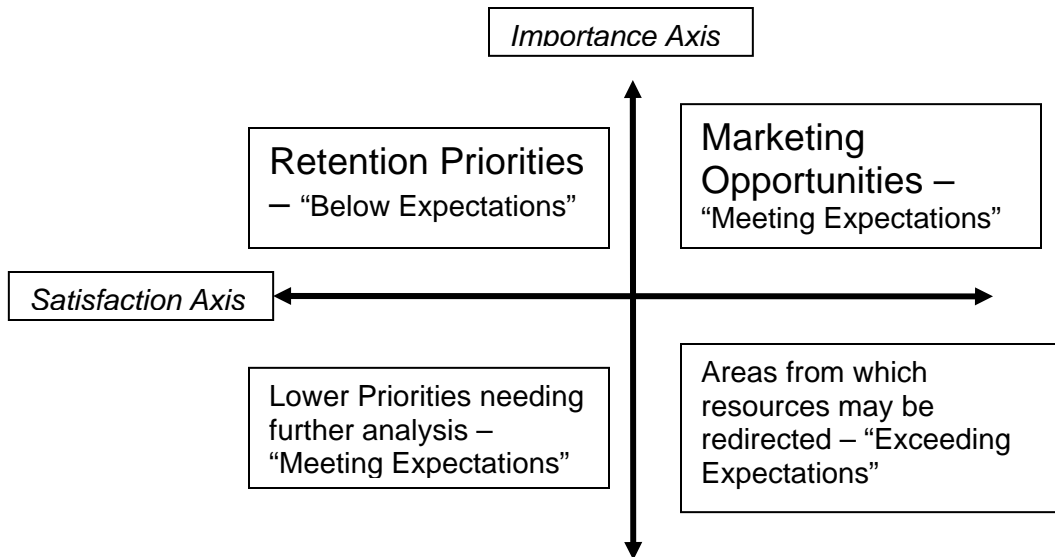 Importance Axis
Retention Priorities
– “Below Expectations”
Marketing
Opportunities –
“Meeting Expectations”
Satisfaction Axis
Lower Priorities needing
further analysis –
“Meeting Expectations”
Areas from which
resources may be
redirected – “Exceeding
Expectations”